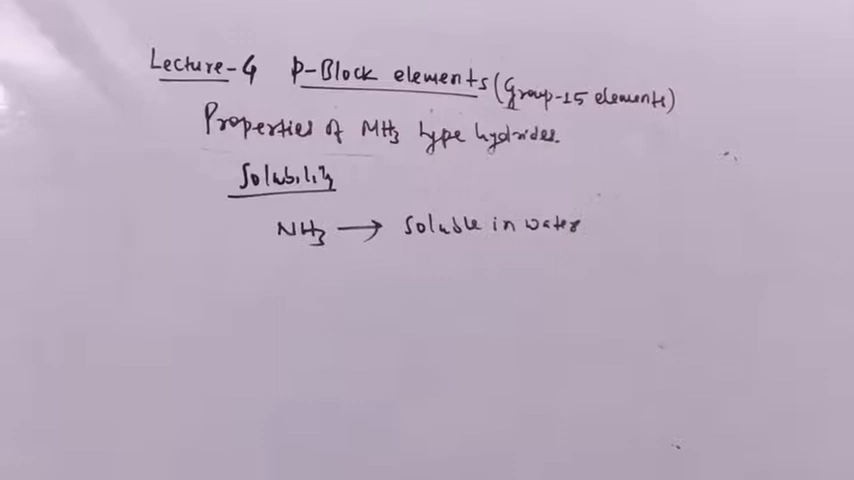 Lecture-4 p-Block elements (Group-15 elements)
Properties of MH3 type hydrides.
Solubility
NH3 → Soluble in water